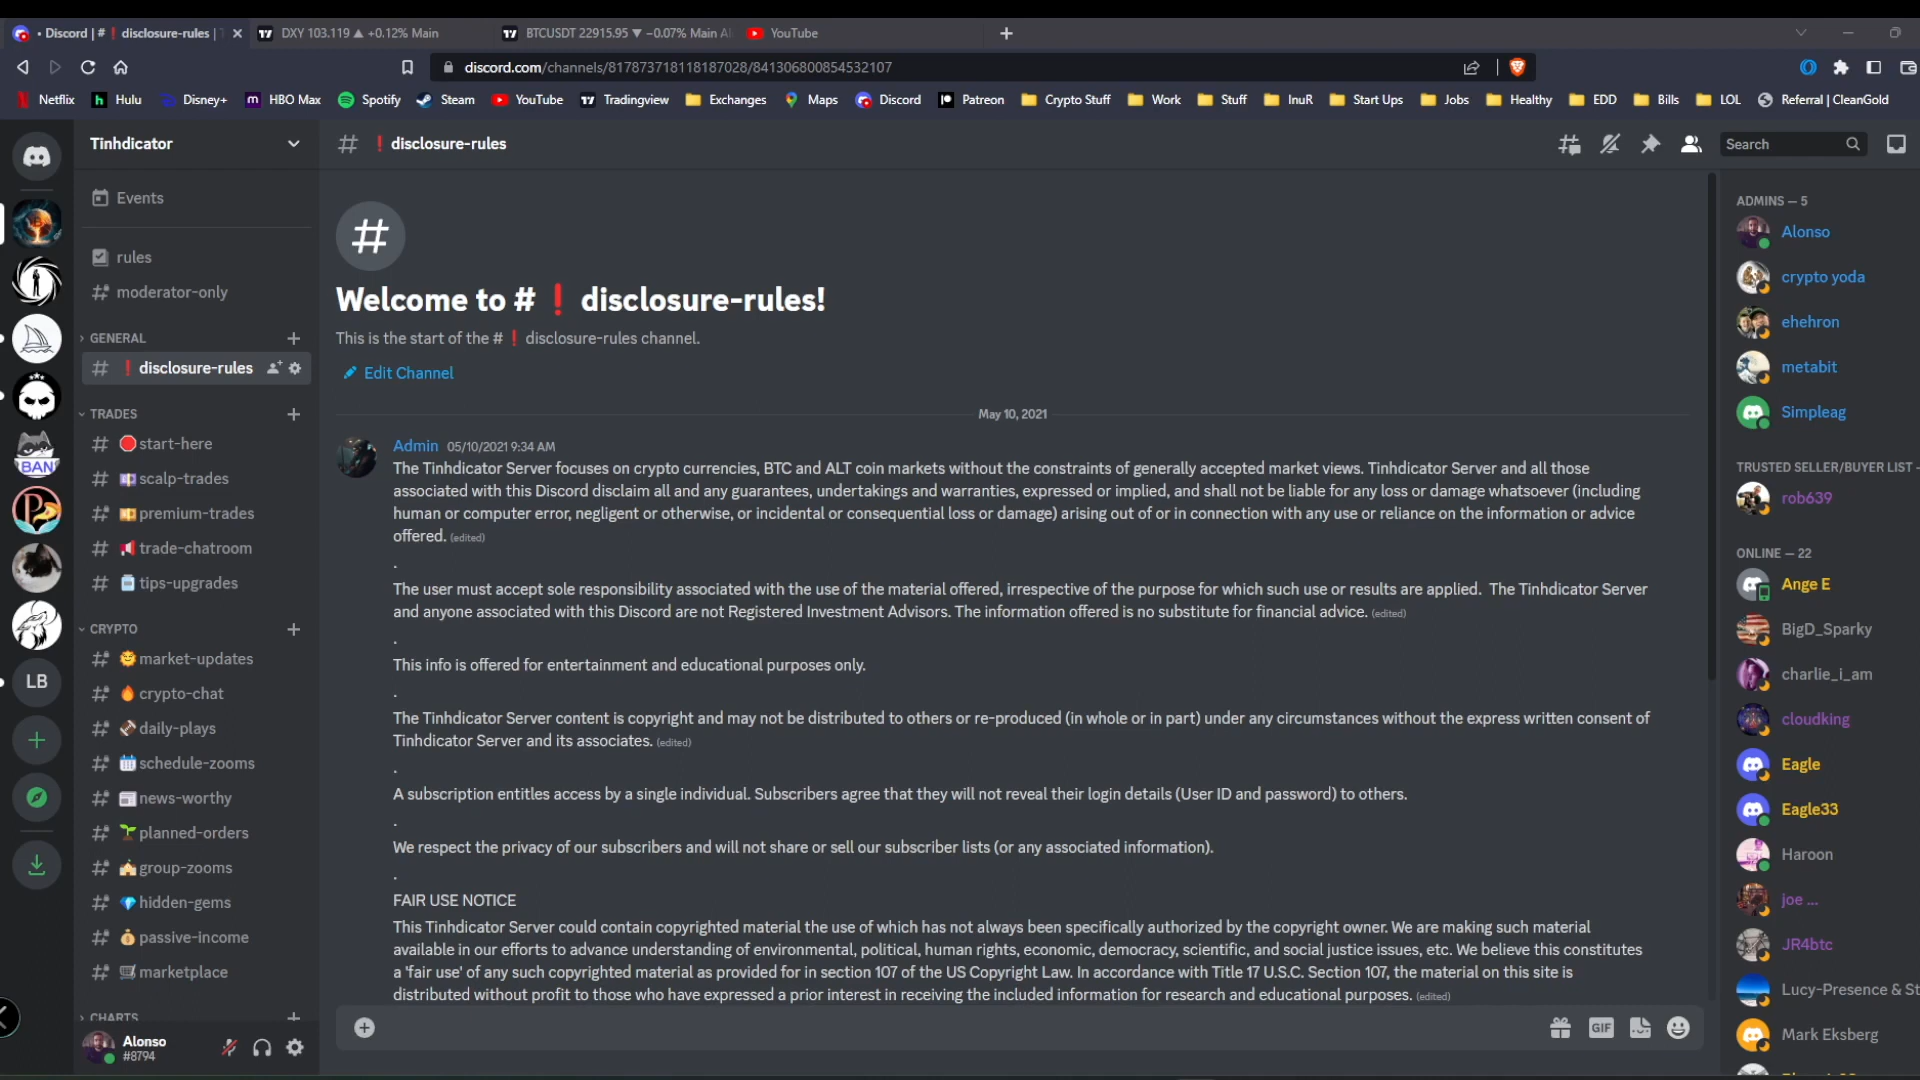 • Discord | # ❗ disclosure-rules | T
DXY 103.119 ▲ +0.12% Main
BTCUSDT 22915.95 ▼ −0.07% Main Al
YouTube
discord.com/channels/817873718118187028/841306800854532107
Netflix
Hulu
Disney+
HBO Max
Spotify
Steam
YouTube
Tradingview
Exchanges
Maps
Discord
Patreon
Crypto Stuff
Work
Stuff
InuR
Start Ups
Jobs
Healthy
EDD
Bills
LOL
Referral | CleanGold
Tinhdicator
# ❗ disclosure-rules
Search
Events
rules
moderator-only
GENERAL
# ❗ disclosure-rules
TRADES
# 🛑start-here
# 💵scalp-trades
# 💴premium-trades
# 📢trade-chatroom
# 🫙tips-upgrades
CRYPTO
🌞market-updates
🔥crypto-chat
🏈daily-plays
🗓schedule-zooms
📰news-worthy
🌱planned-orders
group-zooms
💎hidden-gems
💰passive-income
🛒marketplace
CHARTS
BAN
LB
Alonso
#8794
#
Welcome to # ❗ disclosure-rules!
This is the start of the # ❗ disclosure-rules channel.
Edit Channel
May 10, 2021
Admin 05/10/2021 9:34 AM
The Tinhdicator Server focuses on crypto currencies, BTC and ALT coin markets without the constraints of generally accepted market views. Tinhdicator Server and all those
associated with this Discord disclaim all and any guarantees, undertakings and warranties, expressed or implied, and shall not be liable for any loss or damage whatsoever (including
human or computer error, negligent or otherwise, or incidental or consequential loss or damage) arising out of or in connection with any use or reliance on the information or advice
offered. (edited)
.
The user must accept sole responsibility associated with the use of the material offered, irrespective of the purpose for which such use or results are applied. The Tinhdicator Server
and anyone associated with this Discord are not Registered Investment Advisors. The information offered is no substitute for financial advice. (edited)
.
This info is offered for entertainment and educational purposes only.
.
The Tinhdicator Server content is copyright and may not be distributed to others or re-produced (in whole or in part) under any circumstances without the express written consent of
Tinhdicator Server and its associates. (edited)
.
A subscription entitles access by a single individual. Subscribers agree that they will not reveal their login details (User ID and password) to others.
.
We respect the privacy of our subscribers and will not share or sell our subscriber lists (or any associated information).
.
FAIR USE NOTICE
This Tinhdicator Server could contain copyrighted material the use of which has not always been specifically authorized by the copyright owner. We are making such material
available in our efforts to advance understanding of environmental, political, human rights, economic, democracy, scientific, and social justice issues, etc. We believe this constitutes
a 'fair use' of any such copyrighted material as provided for in section 107 of the US Copyright Law. In accordance with Title 17 U.S.C. Section 107, the material on this site is
distributed without profit to those who have expressed a prior interest in receiving the included information for research and educational purposes. (edited)
GIF
ADMINS — 5
Alonso
crypto yoda
ehehron
metabit
Simpleag
TRUSTED SELLER/BUYER LIST –
rob639
ONLINE — 22
Ange E
BigD_Sparky
charlie_i_am
cloudking
Eagle
Eagle33
Haroon
joe ...
JR4btc
Lucy-Presence & St
Mark Eksberg